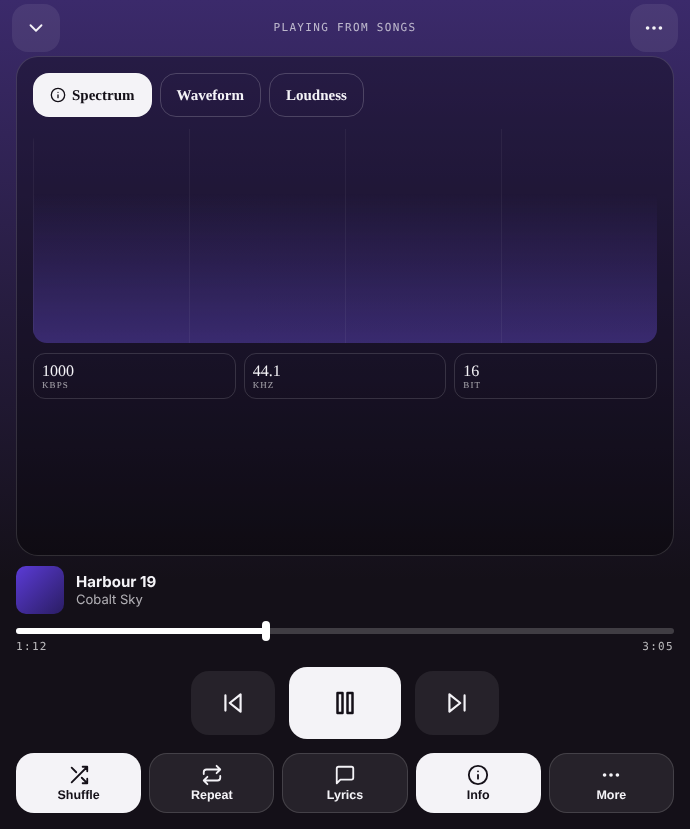 PLAYING FROM SONGS
Spectrum
Waveform
Loudness
1000
KBPS
44.1
KHZ
16
BIT
Harbour 19
Cobalt Sky
1:12
3:05
Shuffle
Repeat
Lyrics
Info
More